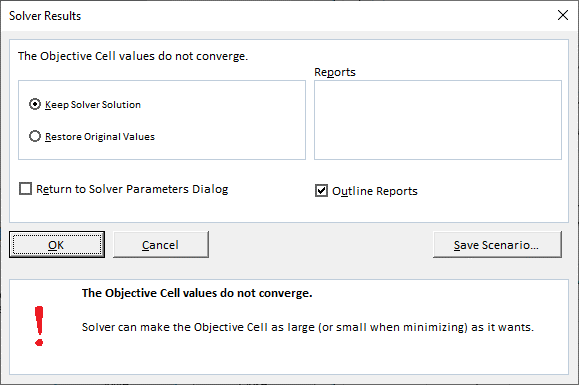 Solver Results
The Objective Cell values do not converge.
Reports
Keep Solver Solution
Restore Original Values
Return to Solver Parameters Dialog
Outline Reports
OK
Cancel
Save Scenario...
The Objective Cell values do not converge.
Solver can make the Objective Cell as large (or small when minimizing) as it wants.